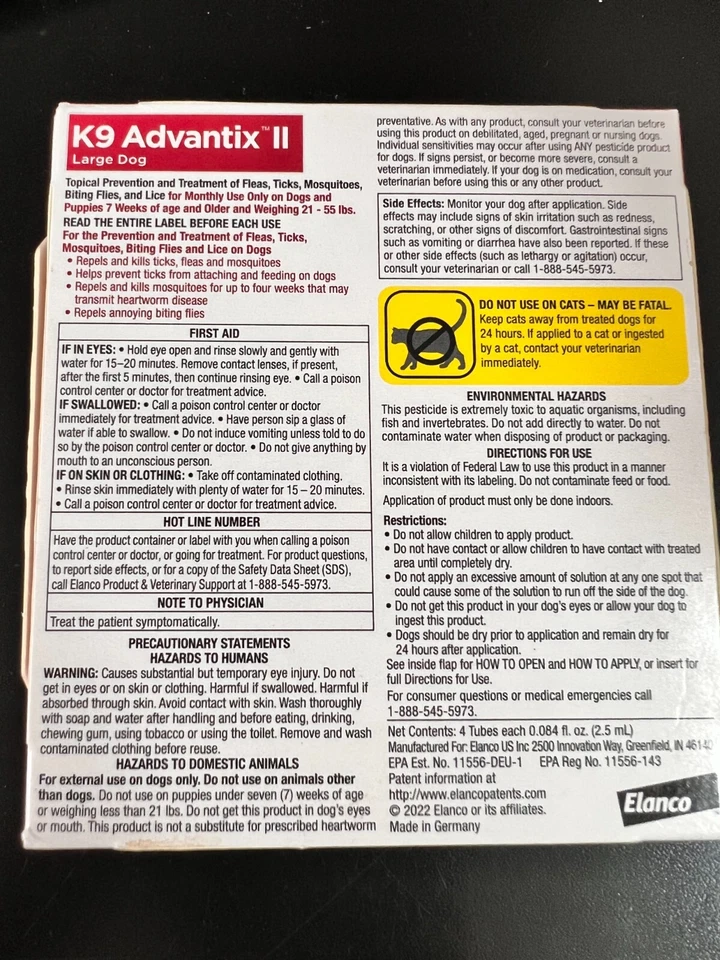 K9 Advantix™ II
Large Dog
Topical Prevention and Treatment of Fleas, Ticks, Mosquitoes,
Biting Flies, and Lice for Monthly Use Only on Dogs and
Puppies 7 Weeks of age and Older and Weighing 21 - 55 lbs.
READ THE ENTIRE LABEL BEFORE EACH USE
For the Prevention and Treatment of Fleas, Ticks,
Mosquitoes, Biting Flies and Lice on Dogs
• Repels and kills ticks, fleas and mosquitoes
• Helps prevent ticks from attaching and feeding on dogs
• Repels and kills mosquitoes for up to four weeks that may
transmit heartworm disease
• Repels annoying biting flies
FIRST AID
IF IN EYES: • Hold eye open and rinse slowly and gently with
water for 15–20 minutes. Remove contact lenses, if present,
after the first 5 minutes, then continue rinsing eye. • Call a poison
control center or doctor for treatment advice.
IF SWALLOWED: • Call a poison control center or doctor
immediately for treatment advice. • Have person sip a glass of
water if able to swallow. • Do not induce vomiting unless told to do
so by the poison control center or doctor. • Do not give anything by
mouth to an unconscious person.
IF ON SKIN OR CLOTHING: • Take off contaminated clothing.
• Rinse skin immediately with plenty of water for 15 – 20 minutes.
• Call a poison control center or doctor for treatment advice.
HOT LINE NUMBER
Have the product container or label with you when calling a poison
control center or doctor, or going for treatment. For product questions,
to report side effects, or for a copy of the Safety Data Sheet (SDS),
call Elanco Product & Veterinary Support at 1-888-545-5973.
NOTE TO PHYSICIAN
Treat the patient symptomatically.
PRECAUTIONARY STATEMENTS
HAZARDS TO HUMANS
WARNING: Causes substantial but temporary eye injury. Do not
get in eyes or on skin or clothing. Harmful if swallowed. Harmful if
absorbed through skin. Avoid contact with skin. Wash thoroughly
with soap and water after handling and before eating, drinking,
chewing gum, using tobacco or using the toilet. Remove and wash
contaminated clothing before reuse.
HAZARDS TO DOMESTIC ANIMALS
For external use on dogs only. Do not use on animals other
than dogs. Do not use on puppies under seven (7) weeks of age
or weighing less than 21 lbs. Do not get this product in dog's eyes
or mouth. This product is not a substitute for prescribed heartworm
preventative. As with any product, consult your veterinarian before
using this product on debilitated, aged, pregnant or nursing dogs.
Individual sensitivities may occur after using ANY pesticide product
for dogs. If signs persist, or become more severe, consult a
veterinarian immediately. If your dog is on medication, consult your
veterinarian before using this or any other product.
Side Effects: Monitor your dog after application. Side
effects may include signs of skin irritation such as redness,
scratching, or other signs of discomfort. Gastrointestinal signs
such as vomiting or diarrhea have also been reported. If these
or other side effects (such as lethargy or agitation) occur,
consult your veterinarian or call 1-888-545-5973.
DO NOT USE ON CATS – MAY BE FATAL.
Keep cats away from treated dogs for
24 hours. If applied to a cat or ingested
by a cat, contact your veterinarian
immediately.
ENVIRONMENTAL HAZARDS
This pesticide is extremely toxic to aquatic organisms, including
fish and invertebrates. Do not add directly to water. Do not
contaminate water when disposing of product or packaging.
DIRECTIONS FOR USE
It is a violation of Federal Law to use this product in a manner
inconsistent with its labeling. Do not contaminate feed or food.
Application of product must only be done indoors.
Restrictions:
• Do not allow children to apply product.
• Do not have contact or allow children to have contact with treated
area until completely dry.
• Do not apply an excessive amount of solution at any one spot that
could cause some of the solution to run off the side of the dog.
• Do not get this product in your dog's eyes or allow your dog to
ingest this product.
• Dogs should be dry prior to application and remain dry for
24 hours after application.
See inside flap for HOW TO OPEN and HOW TO APPLY, or insert for
full Directions for Use.
For consumer questions or medical emergencies call
1-888-545-5973.
Net Contents: 4 Tubes each 0.084 fl. oz. (2.5 mL)
Manufactured For: Elanco US Inc 2500 Innovation Way, Greenfield, IN 46140
EPA Est. No. 11556-DEU-1 EPA Reg No. 11556-143
Patent information at
http://www.elancopatents.com
© 2022 Elanco or its affiliates.
Made in Germany
Elanco